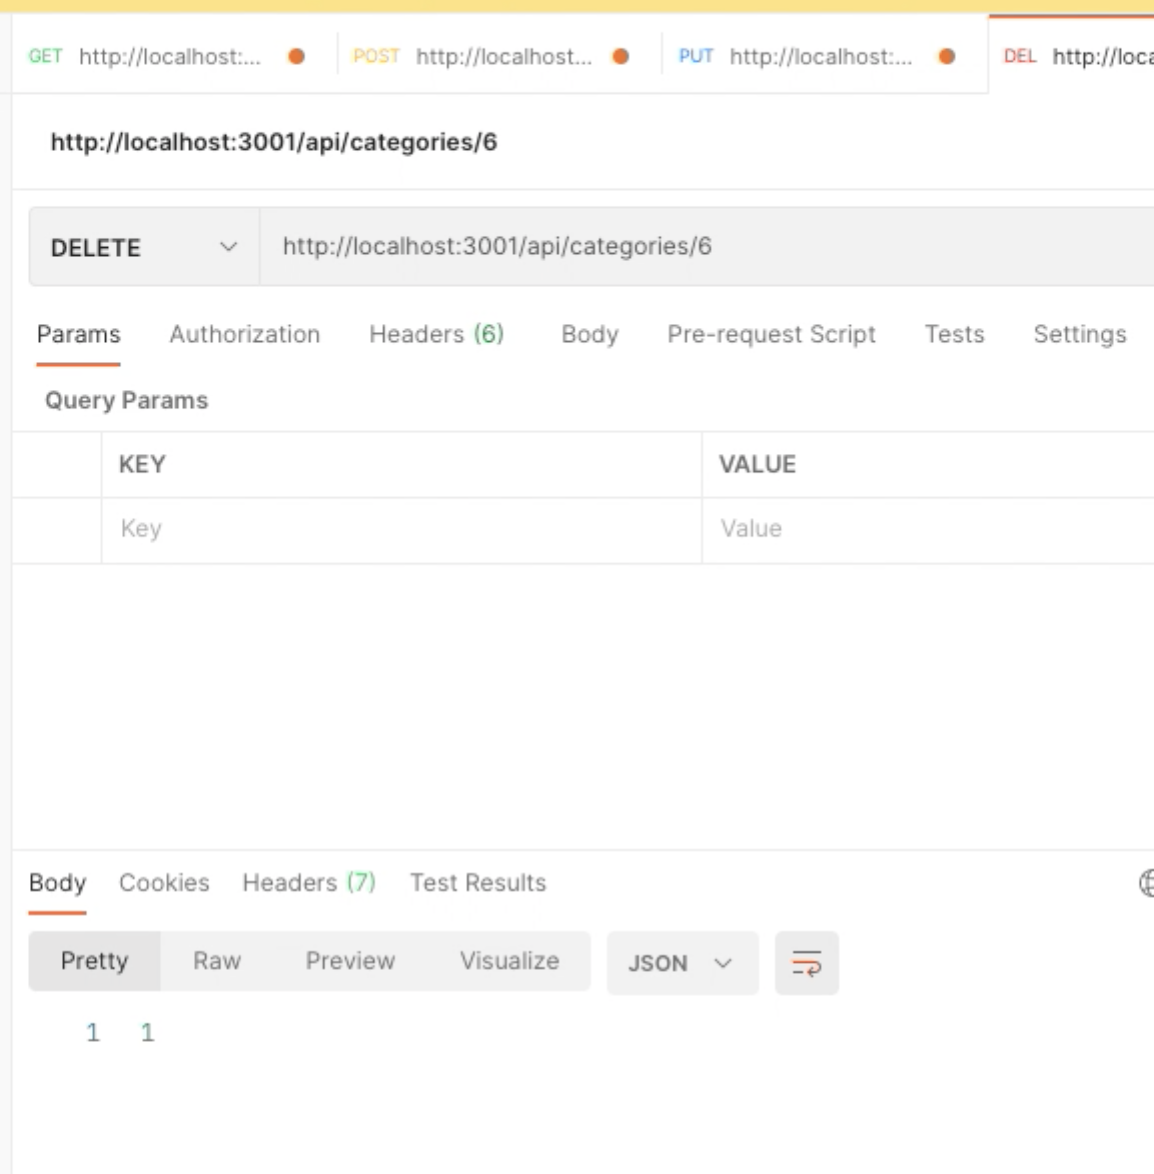 GET http://localhost:... POST http://localhost... PUT http://localhost:... DEL http://loca
http://localhost:3001/api/categories/6
DELETE http://localhost:3001/api/categories/6
Params Authorization Headers (6) Body Pre-request Script Tests Settings
Query Params
KEY VALUE
Key Value
Body Cookies Headers (7) Test Results
Pretty Raw Preview Visualize JSON
1 1